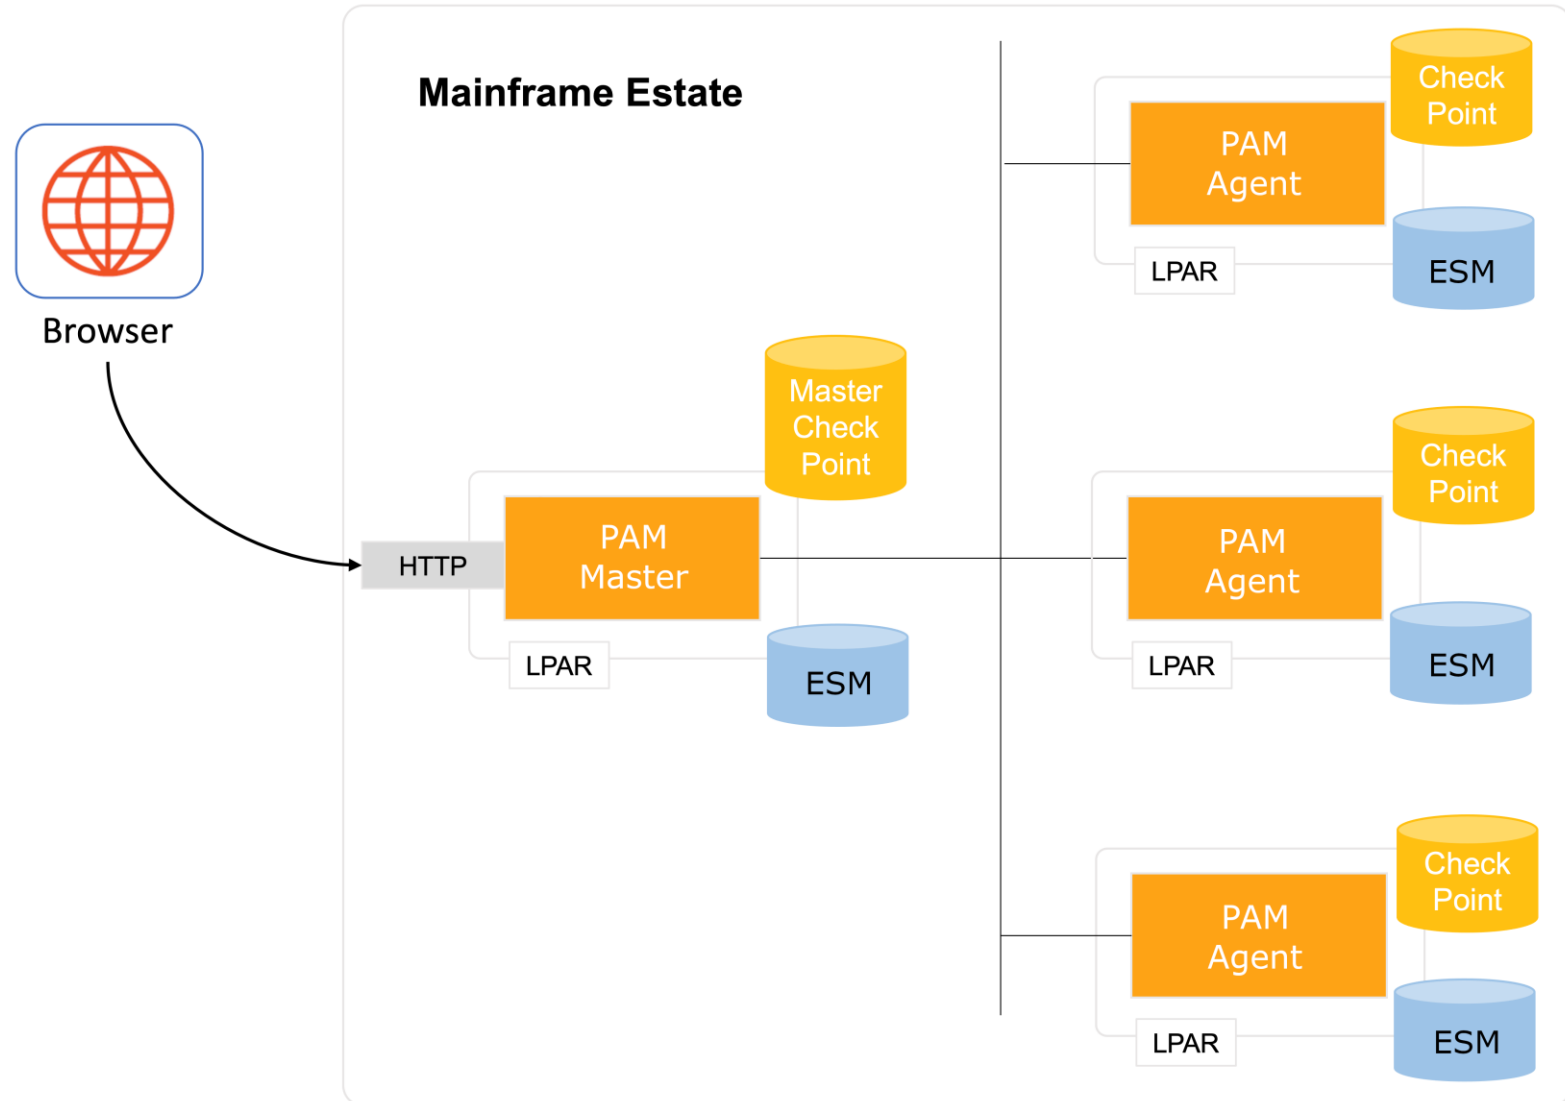 Mainframe Estate
Browser
HTTP
PAM
Master
Master
Check
Point
LPAR
ESM
PAM
Agent
Check
Point
LPAR
ESM
PAM
Agent
Check
Point
LPAR
ESM
PAM
Agent
Check
Point
LPAR
ESM